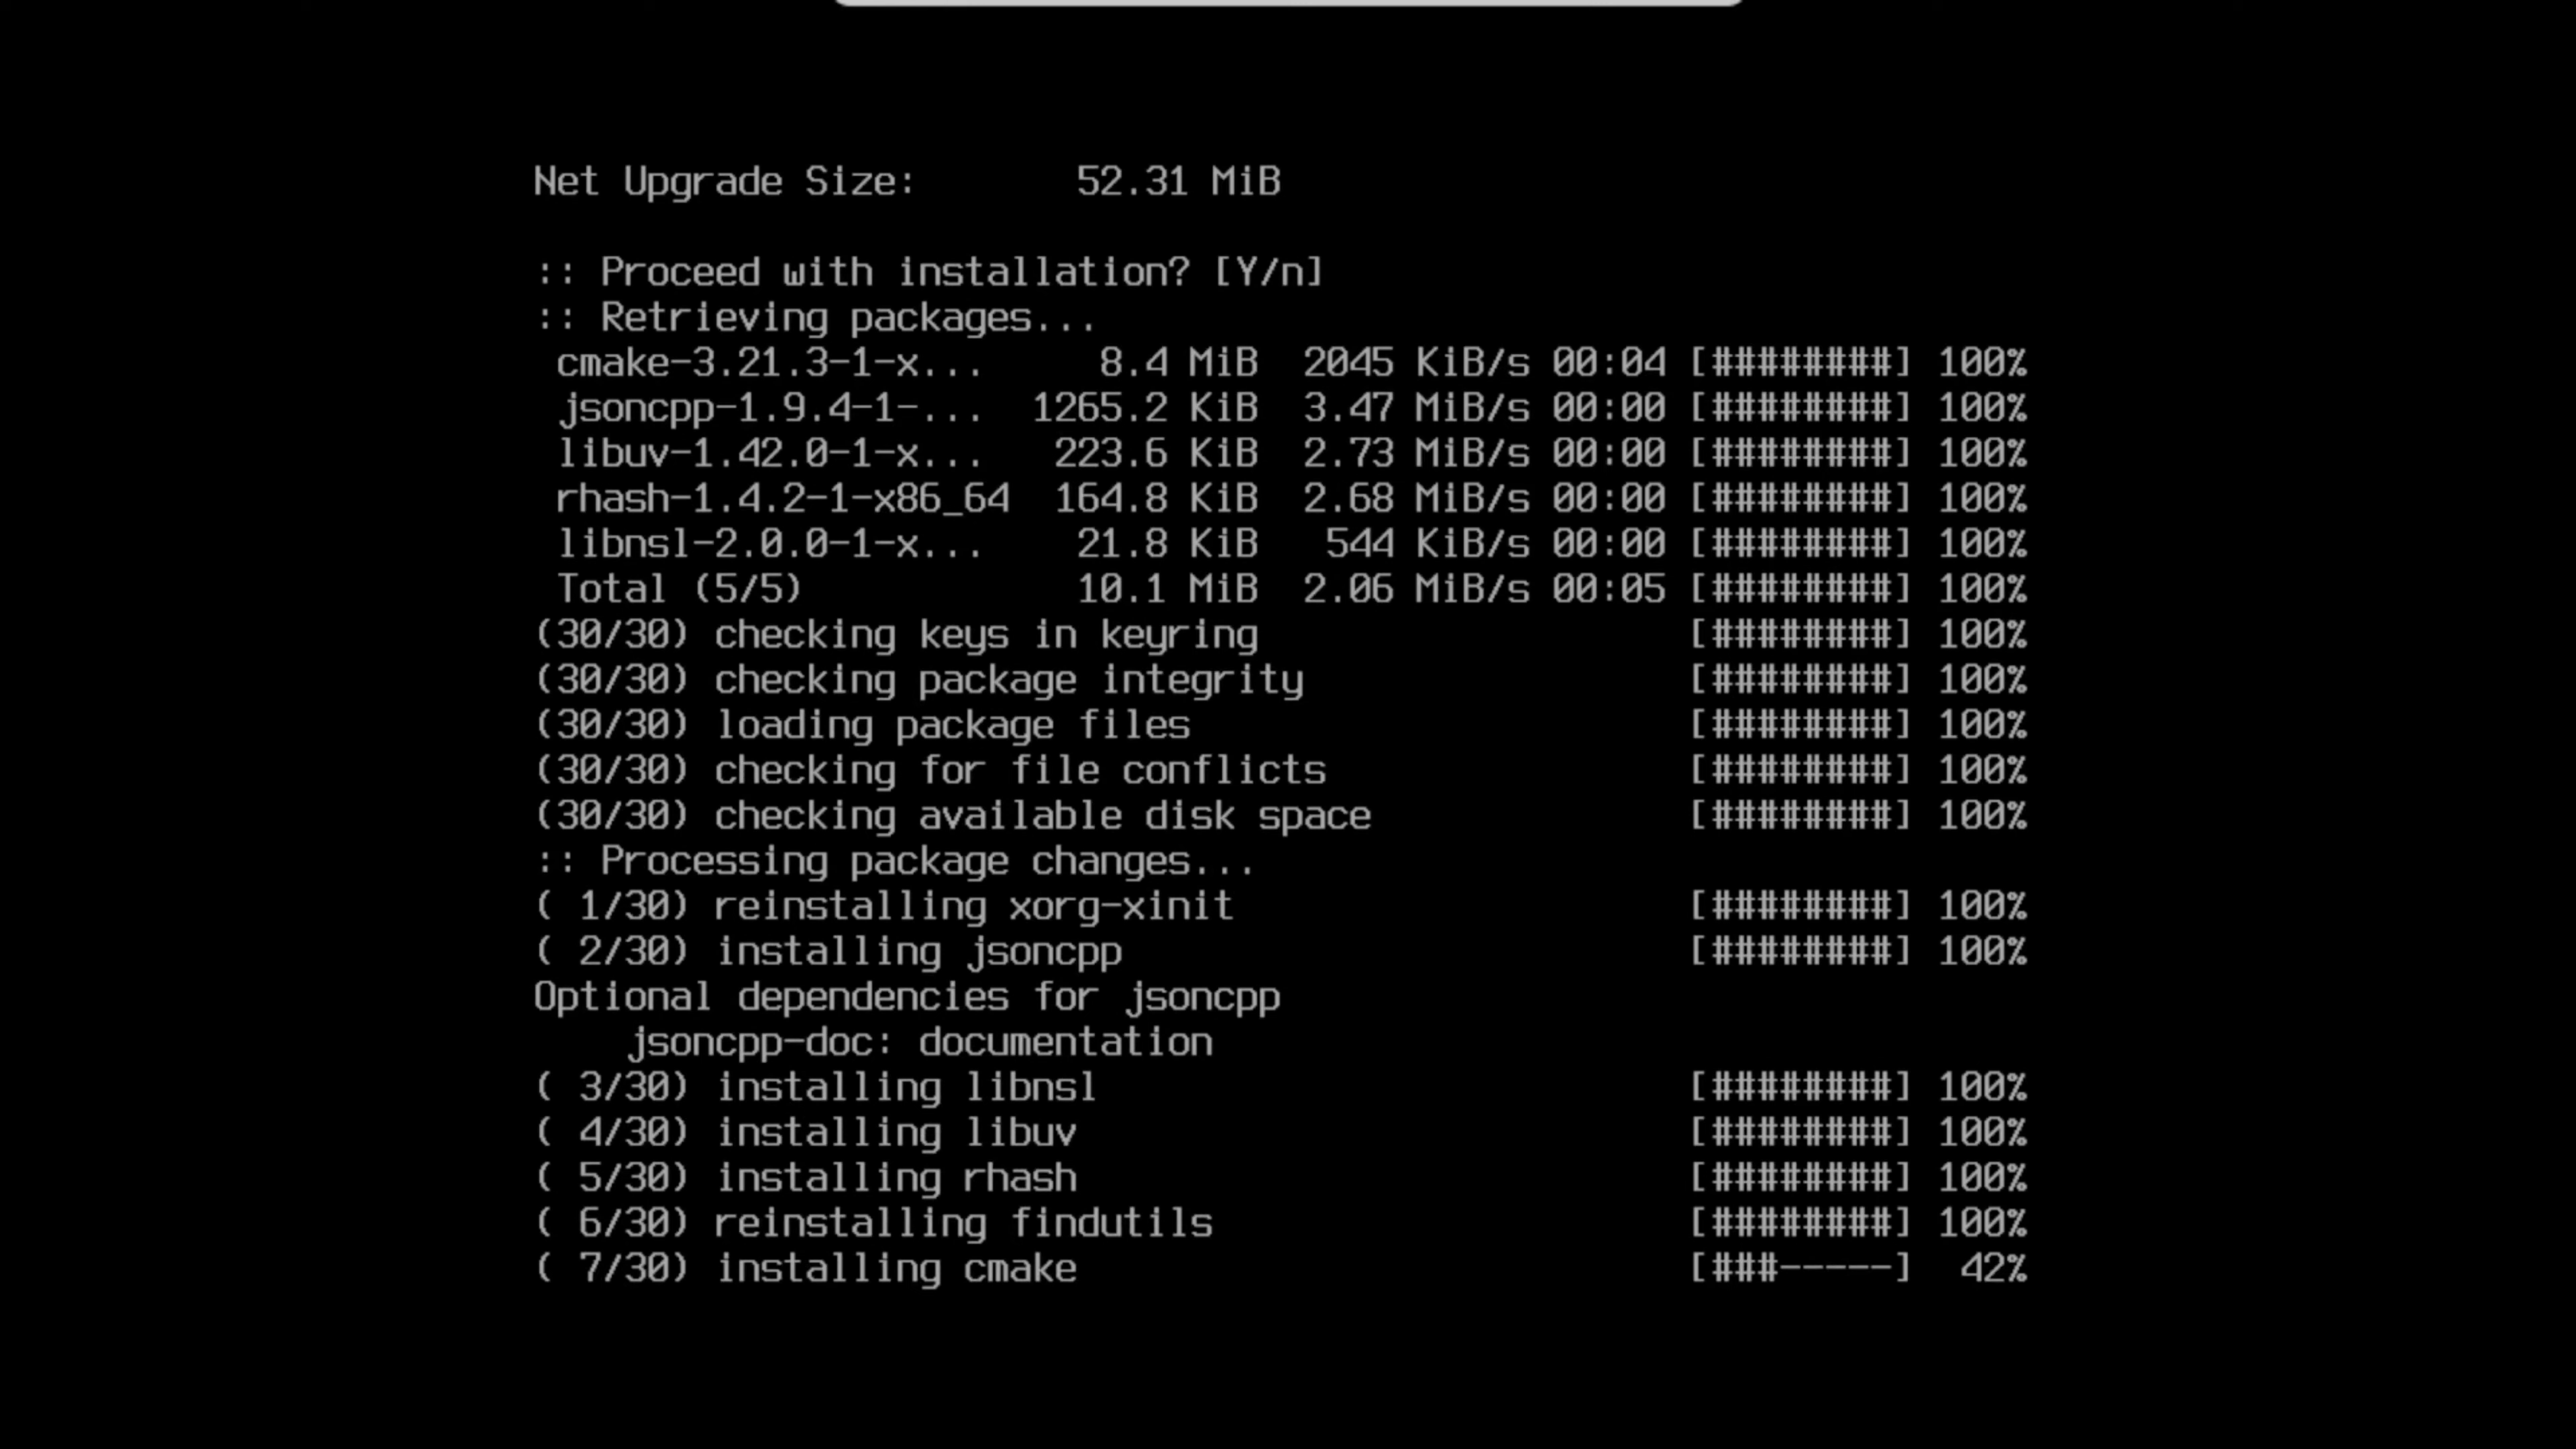 Net Upgrade Size:       52.31 MiB
:: Proceed with installation? [Y/n]
:: Retrieving packages...
 cmake-3.21.3-1-x...     8.4 MiB  2045 KiB/s 00:04 [########] 100%
 jsoncpp-1.9.4-1-...  1265.2 KiB  3.47 MiB/s 00:00 [########] 100%
 libuv-1.42.0-1-x...   223.6 KiB  2.73 MiB/s 00:00 [########] 100%
 rhash-1.4.2-1-x86_64  164.8 KiB  2.68 MiB/s 00:00 [########] 100%
 libnsl-2.0.0-1-x...    21.8 KiB   544 KiB/s 00:00 [########] 100%
 Total (5/5)            10.1 MiB  2.06 MiB/s 00:05 [########] 100%
(30/30) checking keys in keyring                   [########] 100%
(30/30) checking package integrity                 [########] 100%
(30/30) loading package files                      [########] 100%
(30/30) checking for file conflicts                [########] 100%
(30/30) checking available disk space              [########] 100%
:: Processing package changes...
( 1/30) reinstalling xorg-xinit                    [########] 100%
( 2/30) installing jsoncpp                         [########] 100%
Optional dependencies for jsoncpp
    jsoncpp-doc: documentation
( 3/30) installing libnsl                          [########] 100%
( 4/30) installing libuv                           [########] 100%
( 5/30) installing rhash                           [########] 100%
( 6/30) reinstalling findutils                     [########] 100%
( 7/30) installing cmake                           [###-----]  42%